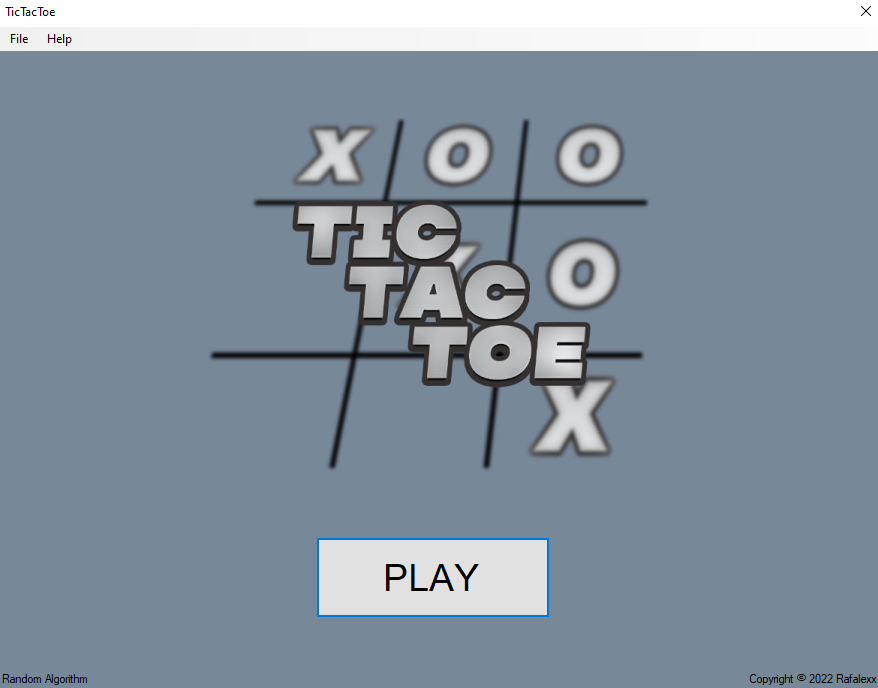 TicTacToe
File Help
X O O
TIC
TAC
O
TOE
X
PLAY
Random Algorithm
Copyright © 2022 Rafalexx